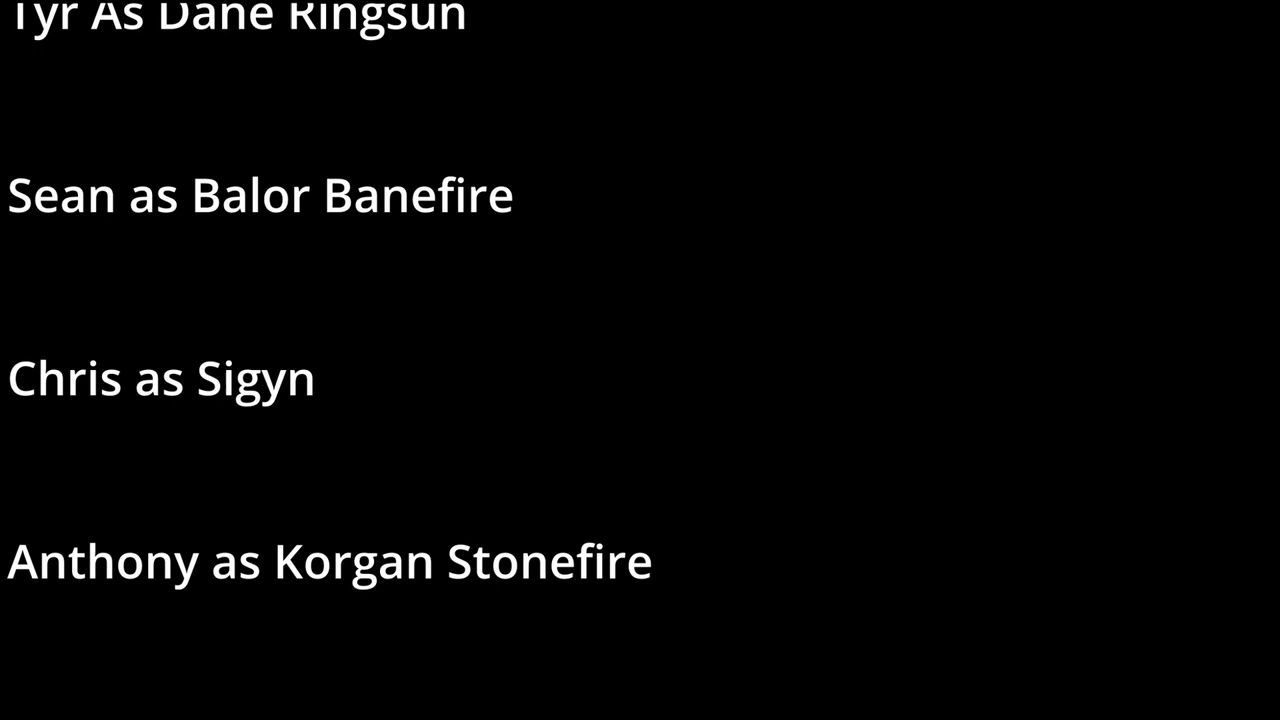 Tyr As Dane Ringsun
Sean as Balor Banefire
Chris as Sigyn
Anthony as Korgan Stonefire